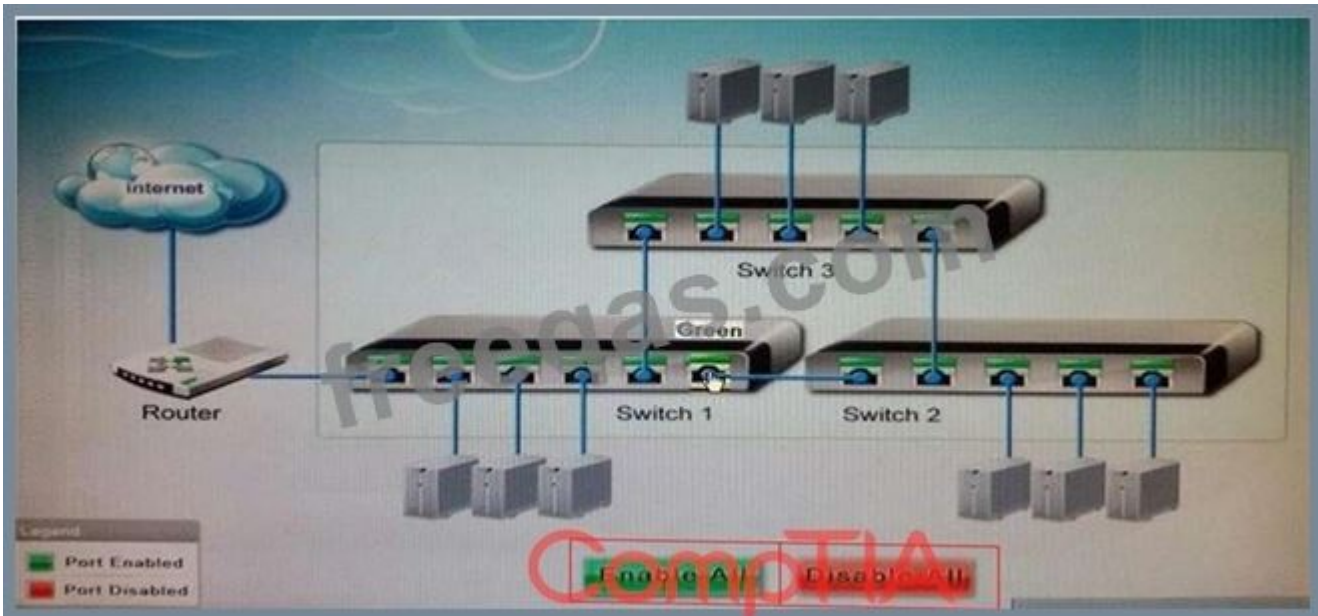 Internet
Switch 3
Green
Router
Switch 1
Switch 2
Legend
Port Enabled
Port Disabled
Enable All
Disable All
CompTIA
freeqas.com